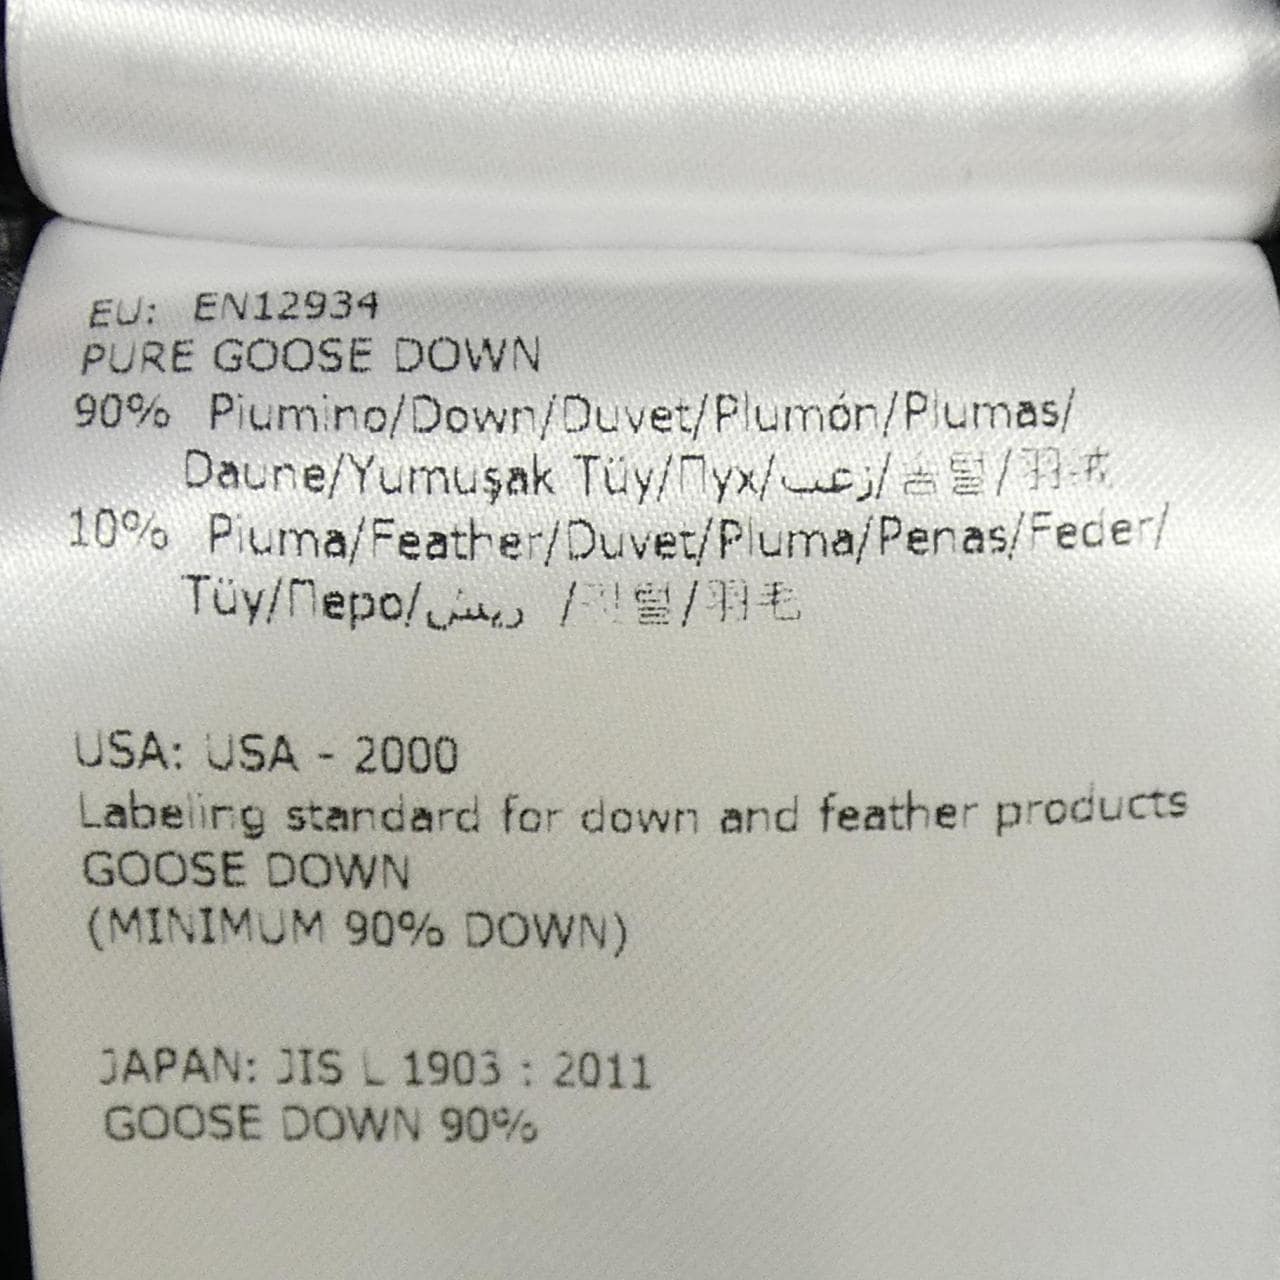 EU: EN12934
PURE GOOSE DOWN
90% Piumino/Down/Duvet/Plumón/Plumas/
Daune/Yumuşak Tüy/Пух/زغب/솜털/羽绒
10% Piuma/Feather/Duvet/Pluma/Penas/Feder/
Tüy/Перо/ريش /깃털/羽毛
USA: USA - 2000
Labeling standard for down and feather products
GOOSE DOWN
(MINIMUM 90% DOWN)
JAPAN: JIS L 1903 : 2011
GOOSE DOWN 90%